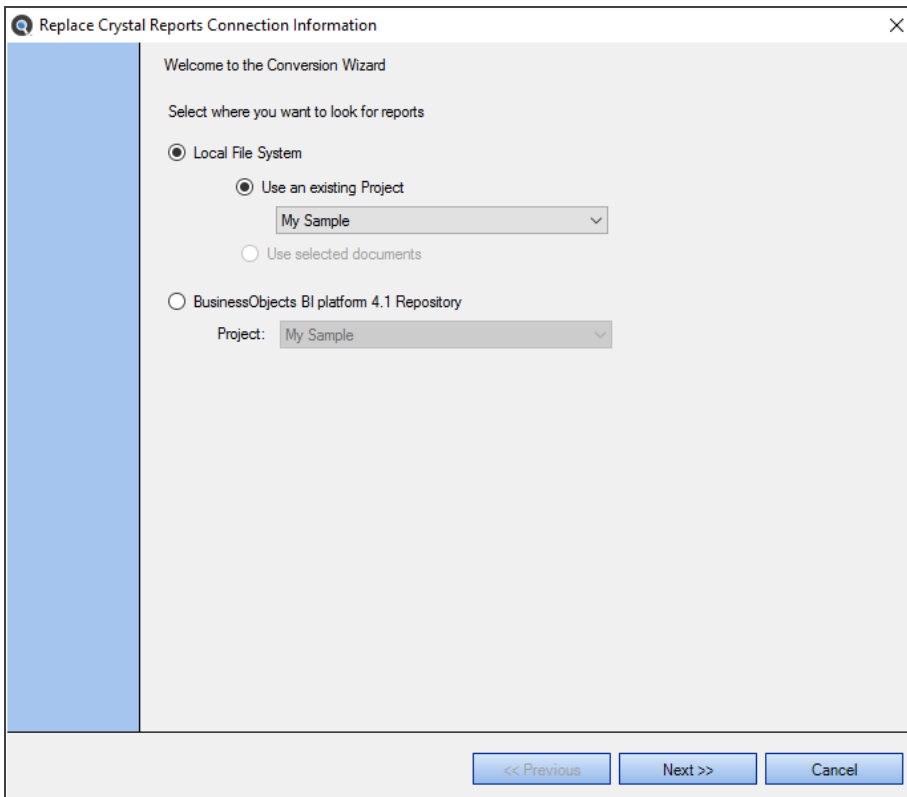 Replace Crystal Reports Connection Information
Welcome to the Conversion Wizard
Select where you want to look for reports
Local File System
Use an existing Project
My Sample
Use selected documents
BusinessObjects BI platform 4.1 Repository
Project: My Sample
<< Previous Next >> Cancel